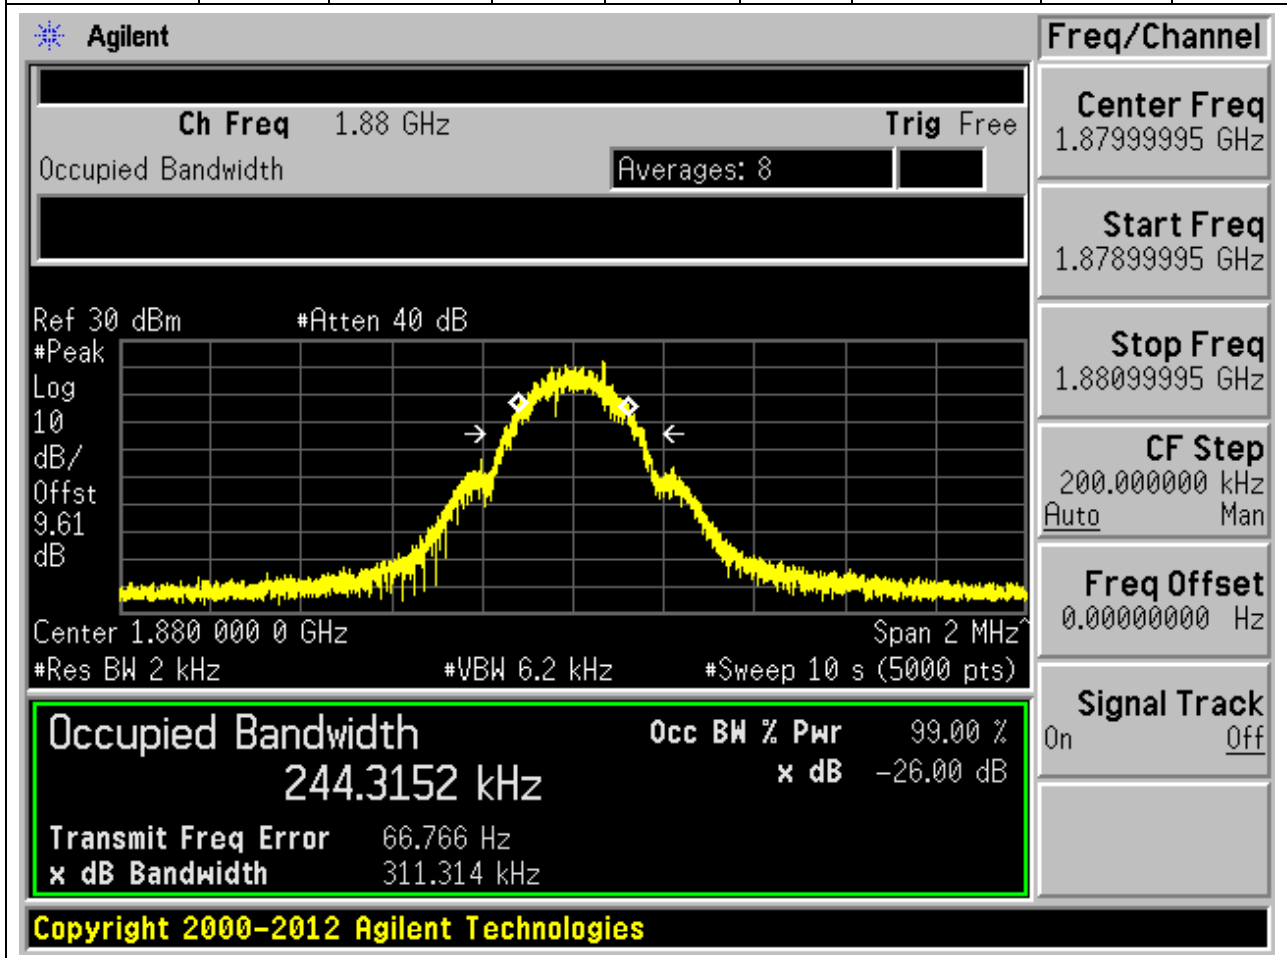 Agilent
Freq/Channel
Ch Freq 1.88 GHz Trig Free
Occupied Bandwidth Averages: 8
Center Freq
1.87999995 GHz
Start Freq
1.87899995 GHz
Stop Freq
1.88099995 GHz
CF Step
200.000000 kHz
Auto Man
Freq Offset
0.00000000 Hz
Signal Track
On Off
Ref 30 dBm #Atten 40 dB
#Peak
Log
10
dB/
Offst
9.61
dB
Center 1.880 000 0 GHz Span 2 MHz^
#Res BW 2 kHz #VBW 6.2 kHz #Sweep 10 s (5000 pts)
Occupied Bandwidth Occ BW % Pwr 99.00 %
244.3152 kHz x dB -26.00 dB
Transmit Freq Error 66.766 Hz
x dB Bandwidth 311.314 kHz
Copyright 2000-2012 Agilent Technologies